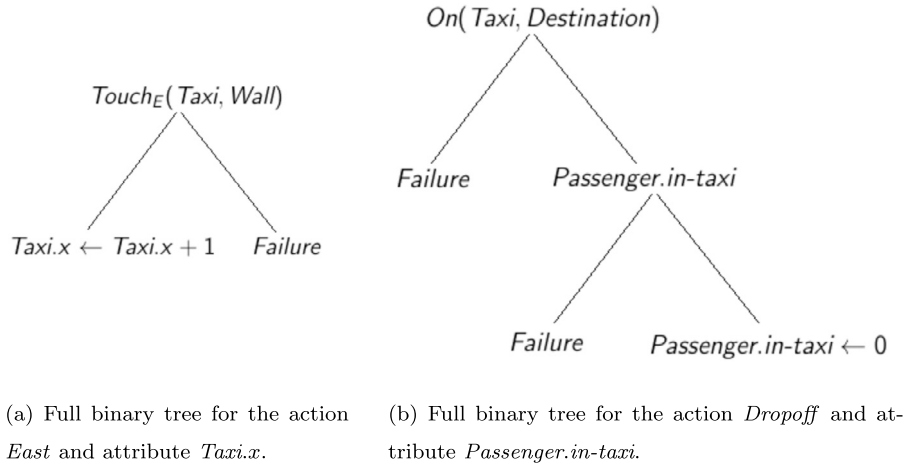 On(Taxi, Destination)
Touch_E(Taxi, Wall)
Failure
Passenger.in-taxi
Taxi.x ← Taxi.x + 1
Failure
Failure
Passenger.in-taxi ← 0
(a) Full binary tree for the action
East and attribute Taxi.x.
(b) Full binary tree for the action Dropoff and at-
tribute Passenger.in-taxi.